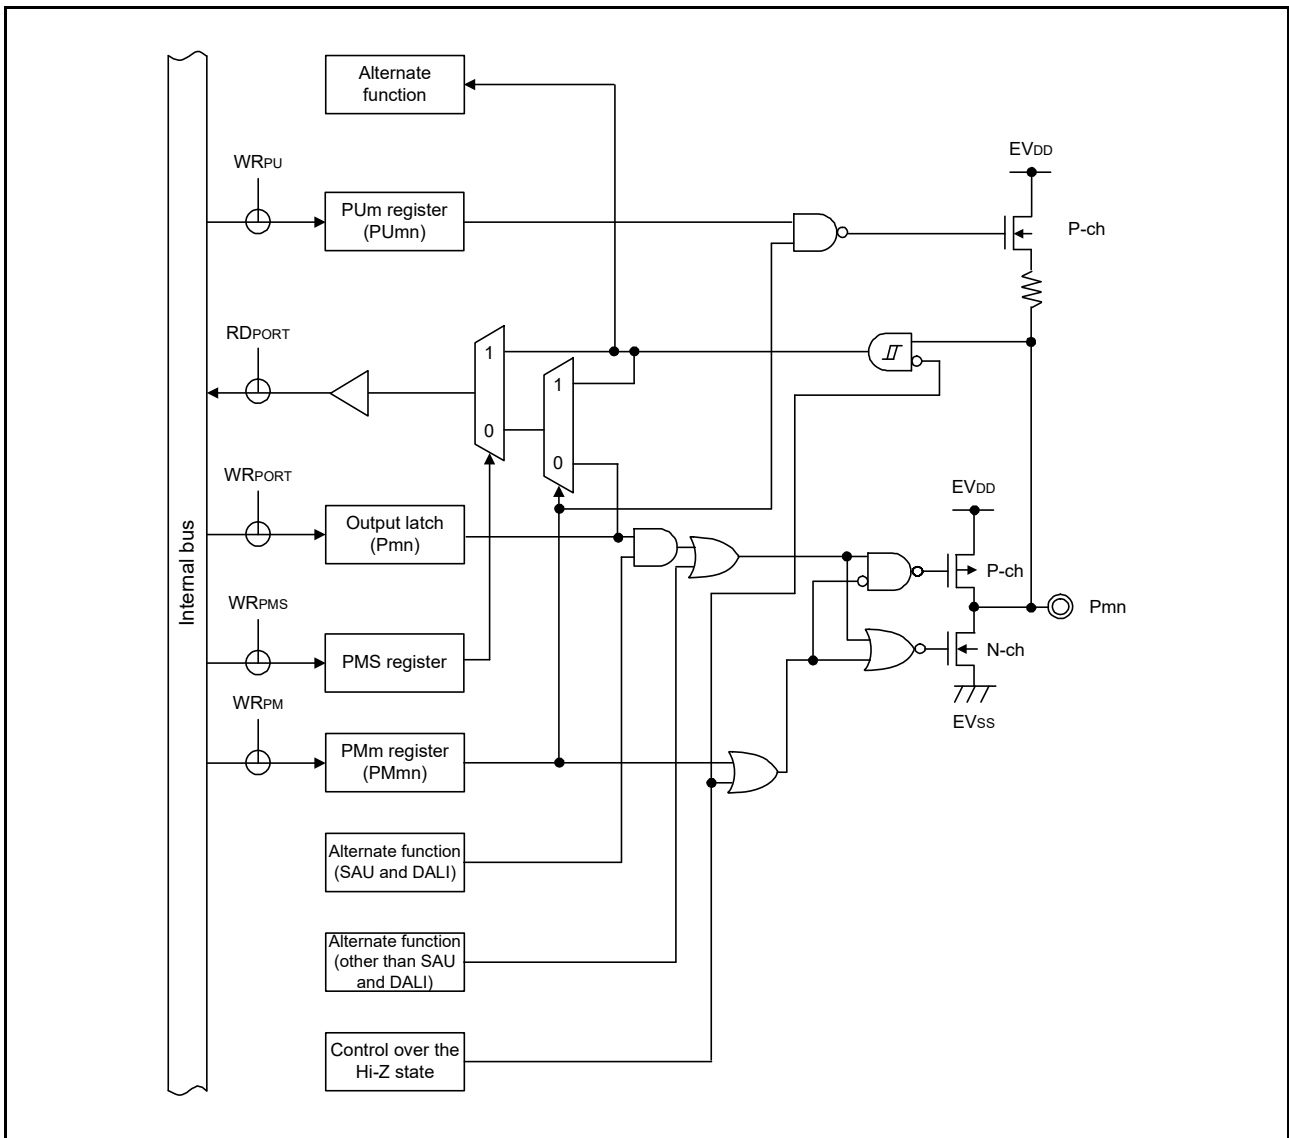 Alternate
function
WRPU
PUm register
(PUmn)
EVDD
P-ch
RDPORT
1
0
1
0
WRPORT
Output latch
(Pmn)
EVDD
P-ch
Pmn
N-ch
EVSS
Internal bus
WRPMS
PMS register
WRPM
PMm register
(PMmn)
Alternate function
(SAU and DALI)
Alternate function
(other than SAU
and DALI)
Control over the
Hi-Z state